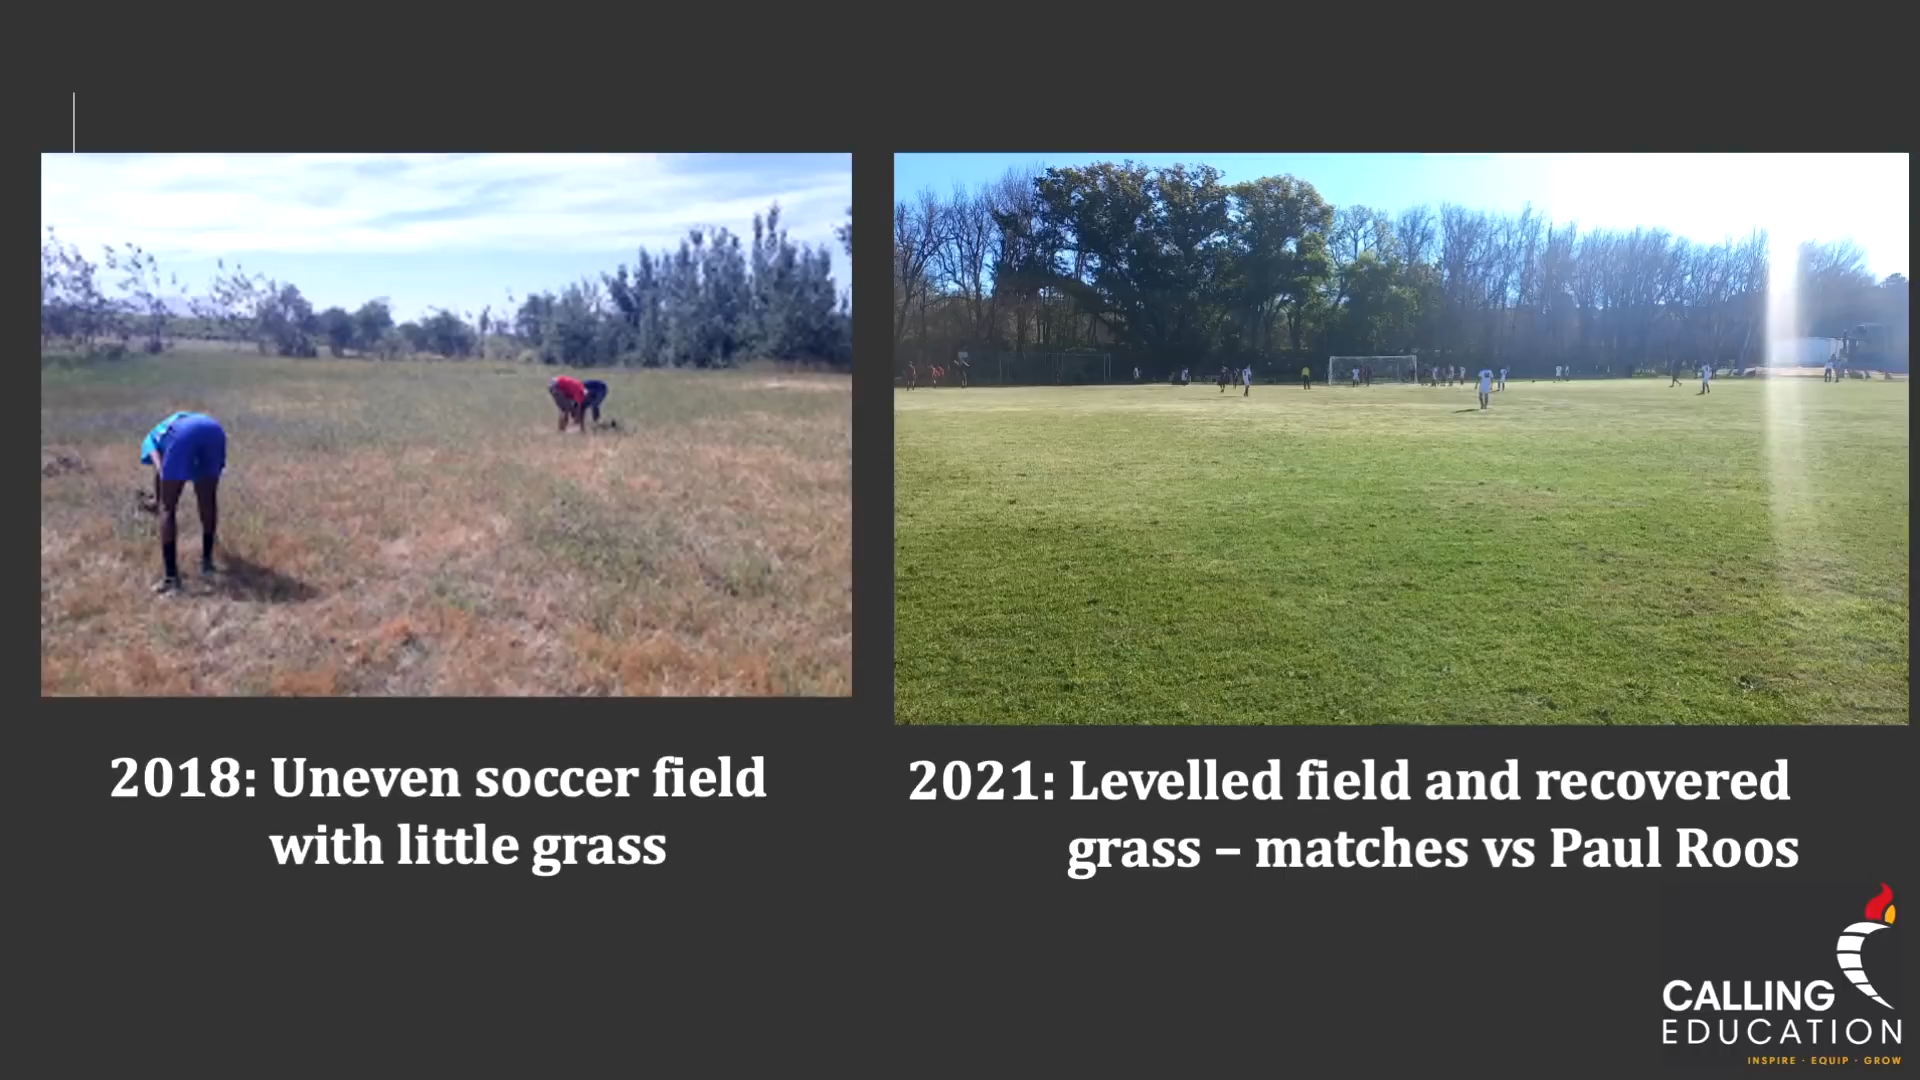 2018: Uneven soccer field
with little grass
2021: Levelled field and recovered
grass – matches vs Paul Roos
CALLING
EDUCATION
INSPIRE · EQUIP · GROW